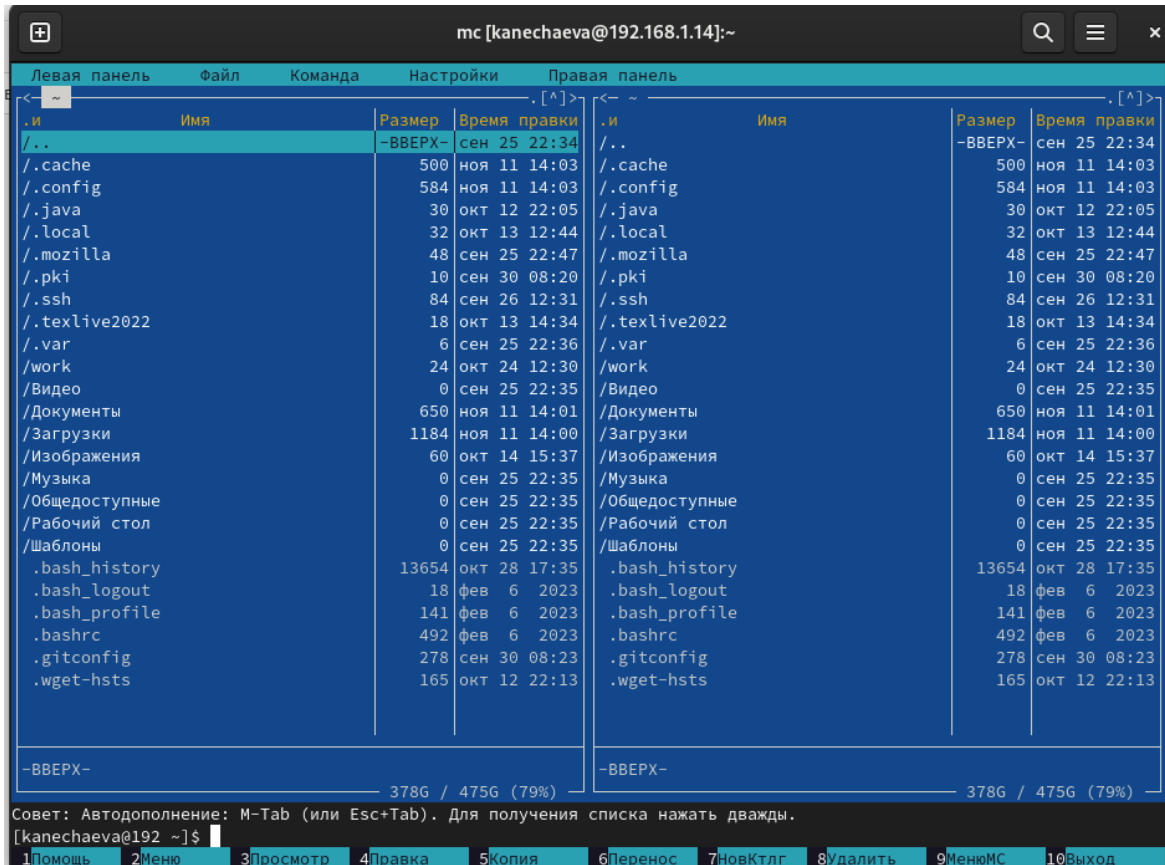 mc [kanechaeva@192.168.1.14]:~
Левая панель Файл Команда Настройки Правая панель
<— ~ .[^]> <— ~ .[^]>
.и Имя Размер Время правки .и Имя Размер Время правки
/.. -ВВЕРХ- сен 25 22:34 /.. -ВВЕРХ- сен 25 22:34
/.cache 500 ноя 11 14:03 /.cache 500 ноя 11 14:03
/.config 584 ноя 11 14:03 /.config 584 ноя 11 14:03
/.java 30 окт 12 22:05 /.java 30 окт 12 22:05
/.local 32 окт 13 12:44 /.local 32 окт 13 12:44
/.mozilla 48 сен 25 22:47 /.mozilla 48 сен 25 22:47
/.pki 10 сен 30 08:20 /.pki 10 сен 30 08:20
/.ssh 84 сен 26 12:31 /.ssh 84 сен 26 12:31
/.texlive2022 18 окт 13 14:34 /.texlive2022 18 окт 13 14:34
/.var 6 сен 25 22:36 /.var 6 сен 25 22:36
/work 24 окт 24 12:30 /work 24 окт 24 12:30
/Видео 0 сен 25 22:35 /Видео 0 сен 25 22:35
/Документы 650 ноя 11 14:01 /Документы 650 ноя 11 14:01
/Загрузки 1184 ноя 11 14:00 /Загрузки 1184 ноя 11 14:00
/Изображения 60 окт 14 15:37 /Изображения 60 окт 14 15:37
/Музыка 0 сен 25 22:35 /Музыка 0 сен 25 22:35
/Общедоступные 0 сен 25 22:35 /Общедоступные 0 сен 25 22:35
/Рабочий стол 0 сен 25 22:35 /Рабочий стол 0 сен 25 22:35
/Шаблоны 0 сен 25 22:35 /Шаблоны 0 сен 25 22:35
.bash_history 13654 окт 28 17:35 .bash_history 13654 окт 28 17:35
.bash_logout 18 фев 6 2023 .bash_logout 18 фев 6 2023
.bash_profile 141 фев 6 2023 .bash_profile 141 фев 6 2023
.bashrc 492 фев 6 2023 .bashrc 492 фев 6 2023
.gitconfig 278 сен 30 08:23 .gitconfig 278 сен 30 08:23
.wget-hsts 165 окт 12 22:13 .wget-hsts 165 окт 12 22:13
-ВВЕРХ- -ВВЕРХ-
378G / 475G (79%) 378G / 475G (79%)
Совет: Автодополнение: M-Tab (или Esc+Tab). Для получения списка нажать дважды.
[kanechaeva@192 ~]$
1Помощь 2Меню 3Просмотр 4Правка 5Копия 6Перенос 7НовКтлг 8Удалить 9МенюMC 10Выход